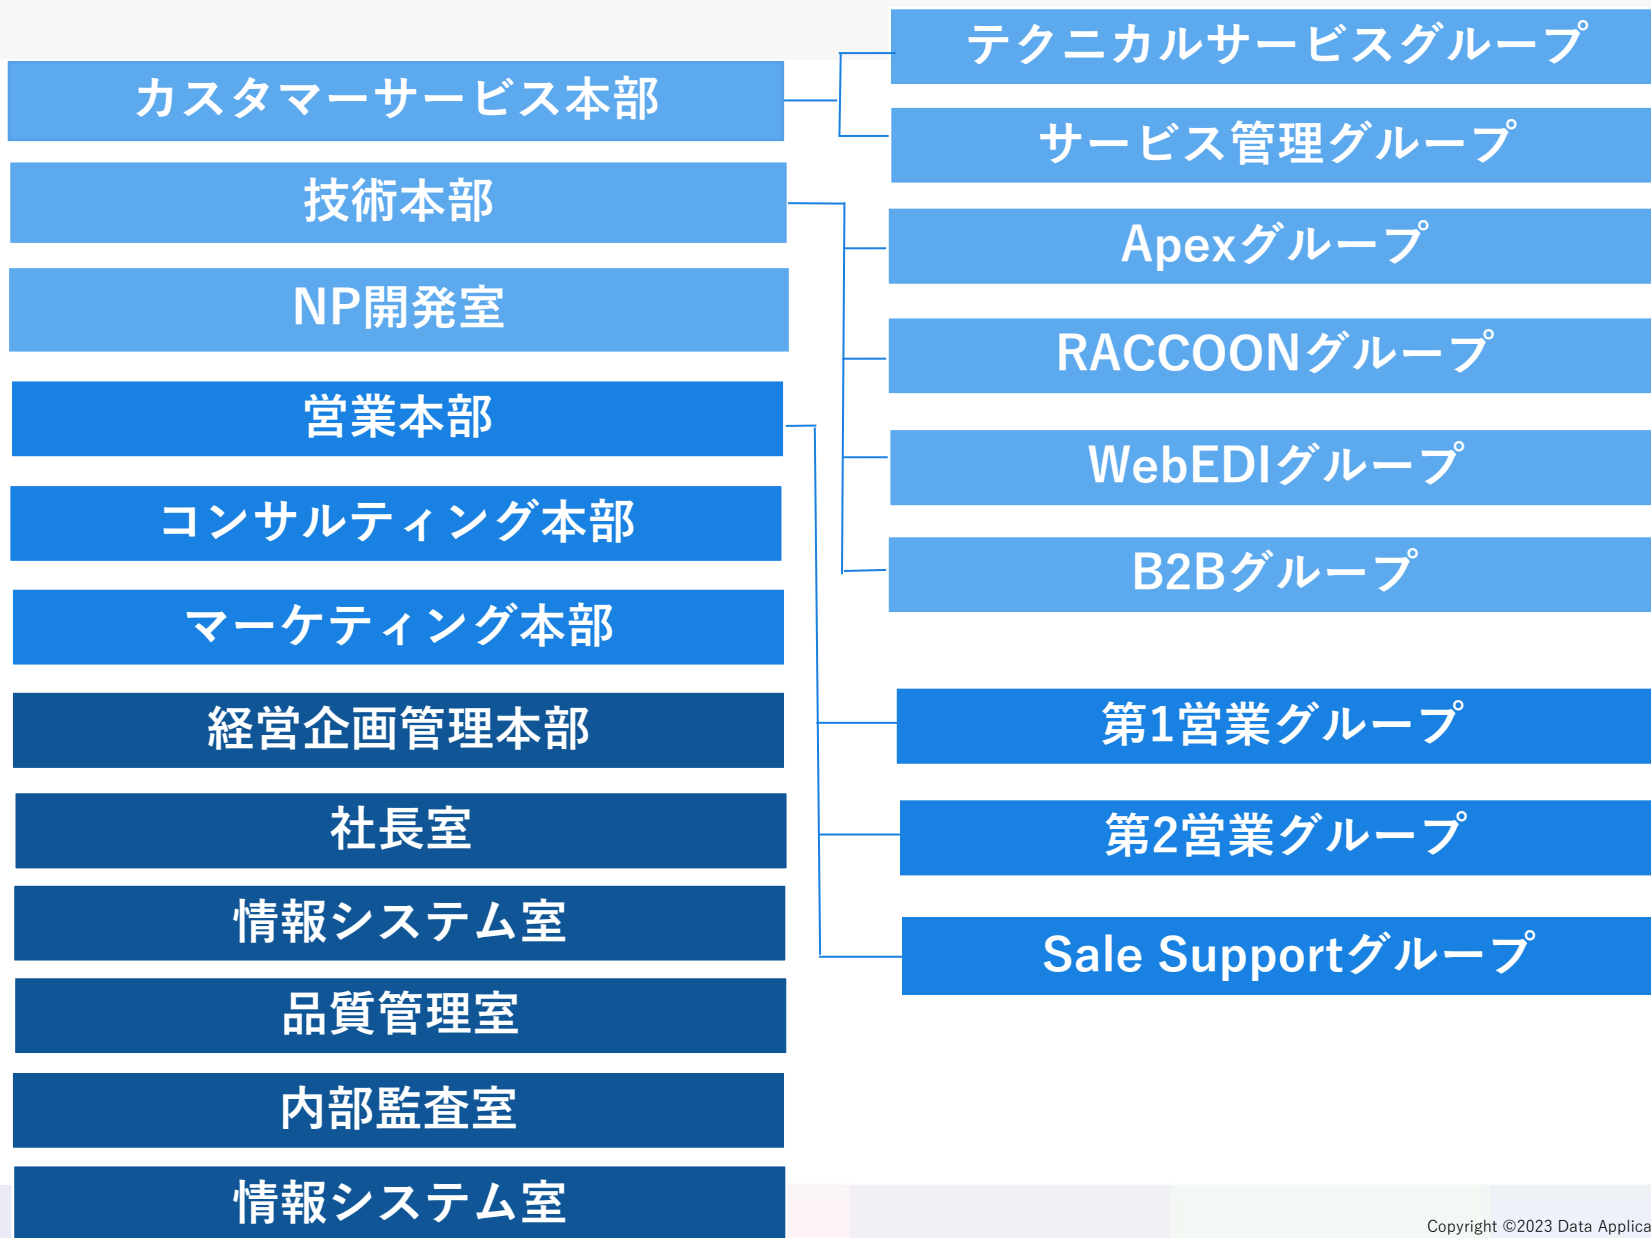 カスタマーサービス本部
技術本部
NP開発室
営業本部
コンサルティング本部
マーケティング本部
経営企画管理本部
社長室
情報システム室
品質管理室
内部監査室
情報システム室
テクニカルサービスグループ
サービス管理グループ
Apexグループ
RACCOONグループ
WebEDIグループ
B2Bグループ
第1営業グループ
第2営業グループ
Sale Supportグループ
Copyright ©2023 Data Applica